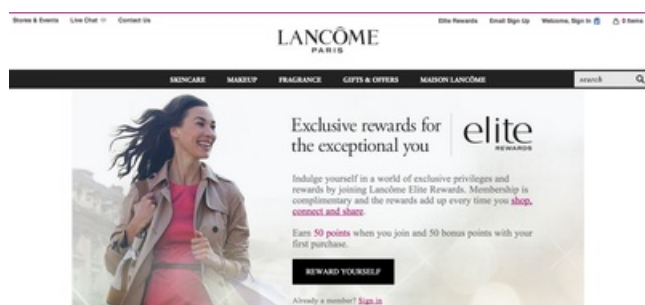 Stores & Events Live Chat Contact Us Elite Rewards Email Sign Up Welcome, Sign In 0 Items
LANCÔME
PARIS
SKINCARE MAKEUP FRAGRANCE GIFTS & OFFERS MAISON LANCÔME search
Exclusive rewards for
the exceptional you
elite
REWARDS
Indulge yourself in a world of exclusive privileges and
rewards by joining Lancôme Elite Rewards. Membership is
complimentary and the rewards add up every time you shop,
connect and share.
Earn 50 points when you join and 50 bonus points with your
first purchase.
REWARD YOURSELF
Already a member? Sign in